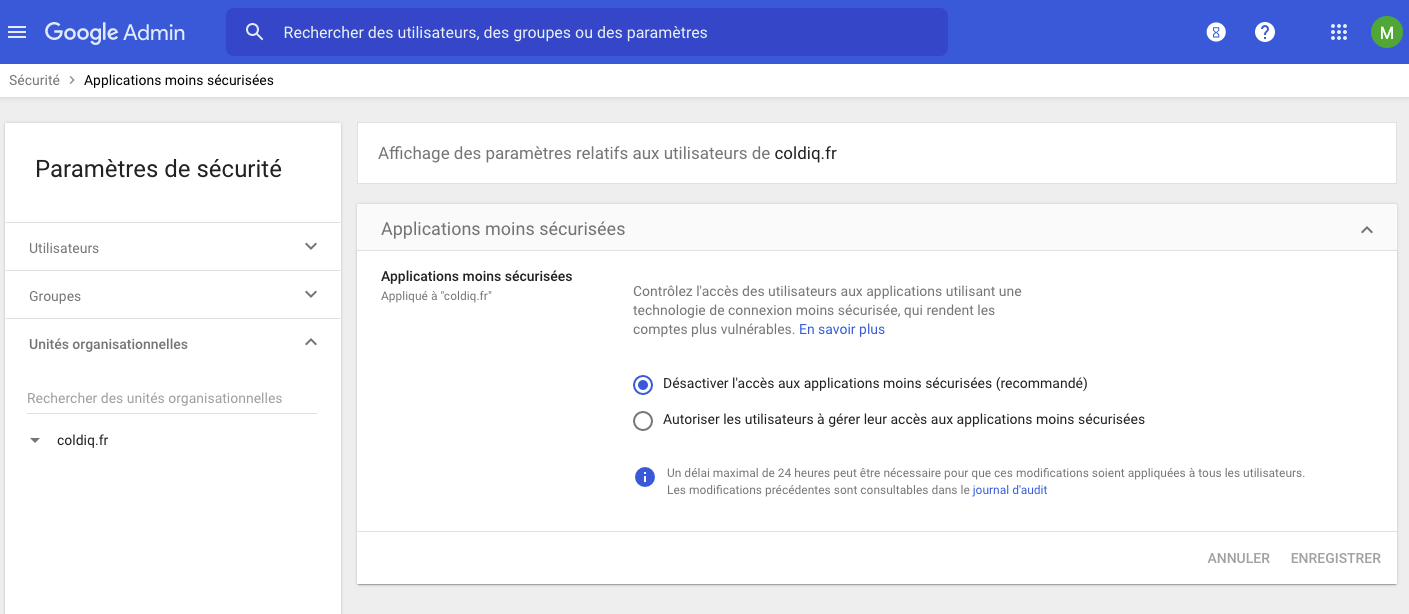 Google Admin
Rechercher des utilisateurs, des groupes ou des paramètres
M
Sécurité > Applications moins sécurisées
Paramètres de sécurité
Utilisateurs
Groupes
Unités organisationnelles
Rechercher des unités organisationnelles
coldiq.fr
Affichage des paramètres relatifs aux utilisateurs de coldiq.fr
Applications moins sécurisées
Applications moins sécurisées
Appliqué à "coldiq.fr"
Contrôlez l'accès des utilisateurs aux applications utilisant une
technologie de connexion moins sécurisée, qui rendent les
comptes plus vulnérables. En savoir plus
Désactiver l'accès aux applications moins sécurisées (recommandé)
Autoriser les utilisateurs à gérer leur accès aux applications moins sécurisées
Un délai maximal de 24 heures peut être nécessaire pour que ces modifications soient appliquées à tous les utilisateurs.
Les modifications précédentes sont consultables dans le journal d'audit
ANNULER ENREGISTRER